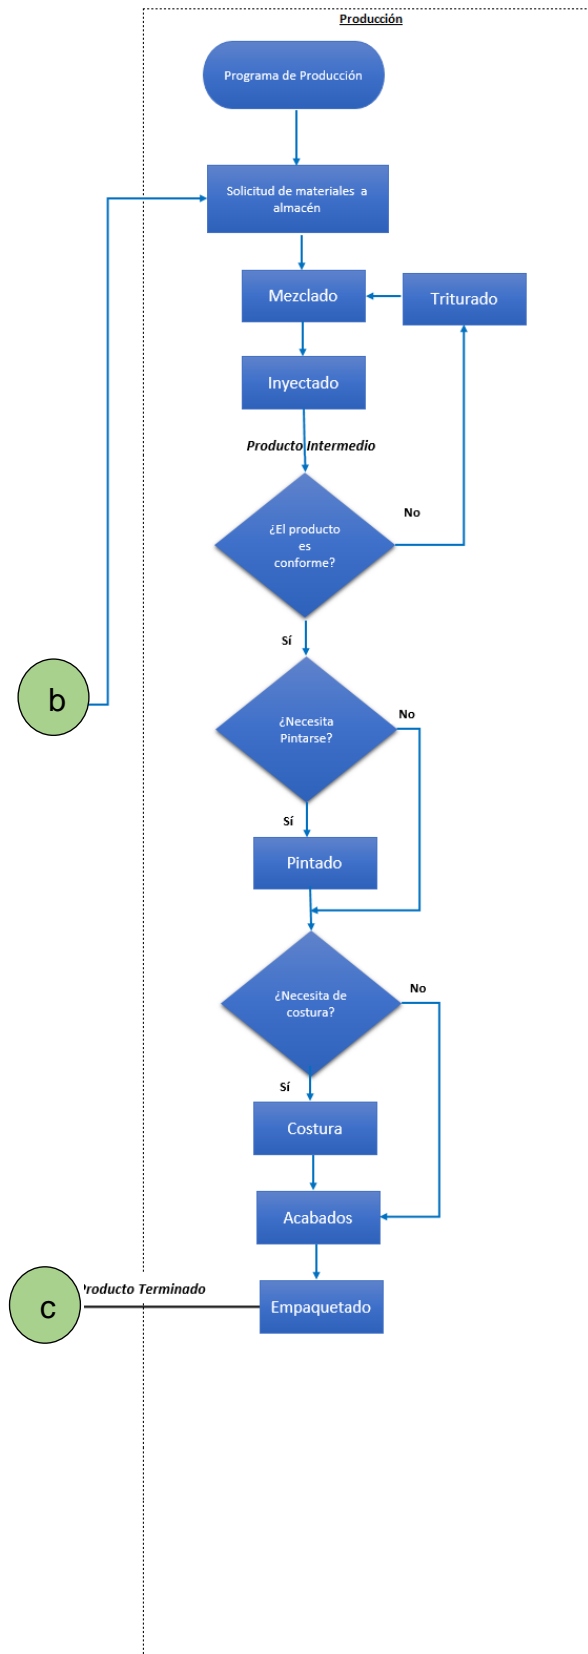 Producción
Programa de Producción
Solicitud de materiales a
almacén
Mezclado
Triturado
Inyectado
Producto Intermedio
¿El producto
es
conforme?
No
Sí
b
¿Necesita
Pintarse?
No
Sí
Pintado
¿Necesita de
costura?
No
Sí
Costura
Acabados
Producto Terminado
c
Empaquetado